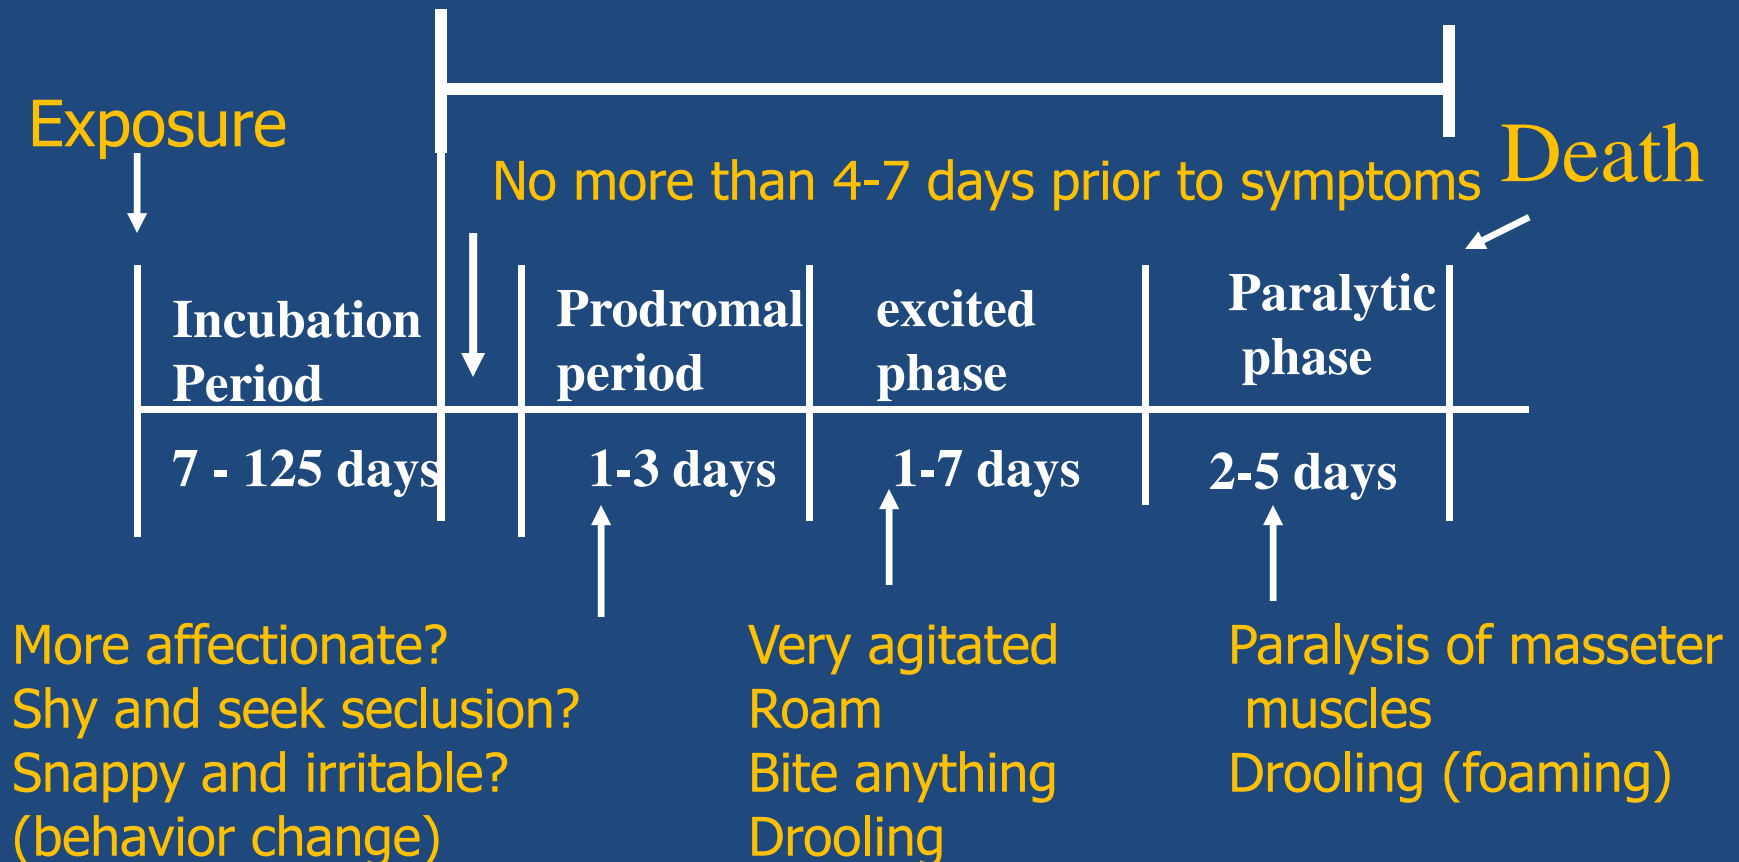 Exposure
Death
No more than 4-7 days prior to symptoms
Incubation
Period
Prodromal
period
excited
phase
Paralytic
phase
7 - 125 days
1-3 days
1-7 days
2-5 days
More affectionate?
Shy and seek seclusion?
Snappy and irritable?
(behavior change)
Very agitated
Roam
Bite anything
Drooling
Paralysis of masseter
muscles
Drooling (foaming)